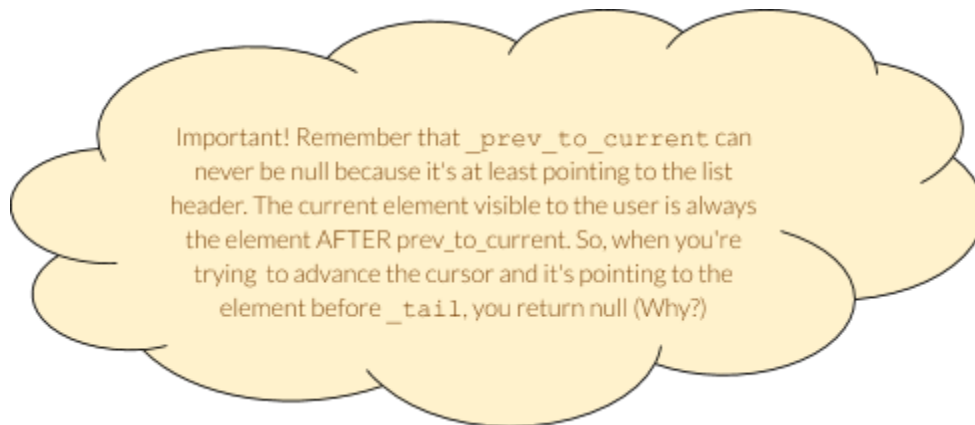 Important! Remember that _prev_to_current can
never be null because it's at least pointing to the list
header. The current element visible to the user is always
the element AFTER prev_to_current. So, when you're
trying to advance the cursor and it's pointing to the
element before _tail, you return null (Why?)